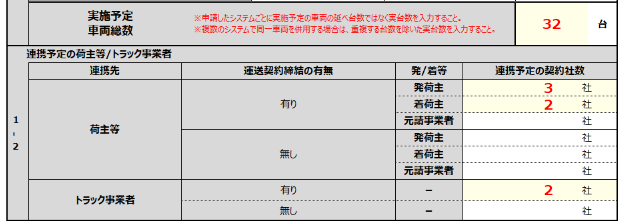 実施予定
車両総数
※申請したシステムごとに実施予定の車両の延べ台数ではなく実台数を入力すること。
※複数のシステムで同一車両を併用する場合は、重複する台数を除いた実台数を入力すること。
32 台
連携予定の荷主等/トラック事業者
連携先 運送契約締結の有無 発/着等 連携予定の契約社数
1-2
荷主等
有り
発荷主 3 社
着荷主 2 社
元請事業者 社
無し
発荷主 社
着荷主 社
元請事業者 社
トラック事業者
有り － 2 社
無し － 社